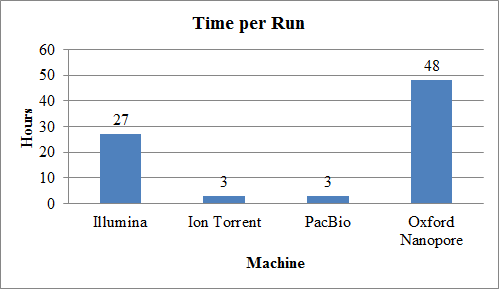 Time per Run
60
50
40
30
20
10
0
Hours
27
3
3
48
Illumina
Ion Torrent
PacBio
Oxford
Nanopore
Machine